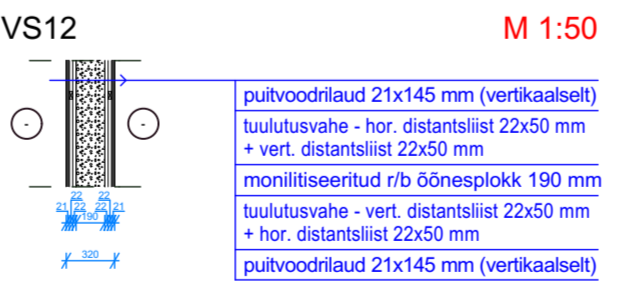 VS12
M 1:50
puitvoodrilaud 21x145 mm (vertikaalselt)
tuulutusvahe - hor. distantsliist 22x50 mm
+ vert. distantsliist 22x50 mm
monilitiseeritud r/b õõnesplokk 190 mm
tuulutusvahe - vert. distantsliist 22x50 mm
+ hor. distantsliist 22x50 mm
puitvoodrilaud 21x145 mm (vertikaalselt)
- -
22 22
21 22 22 21
190
320